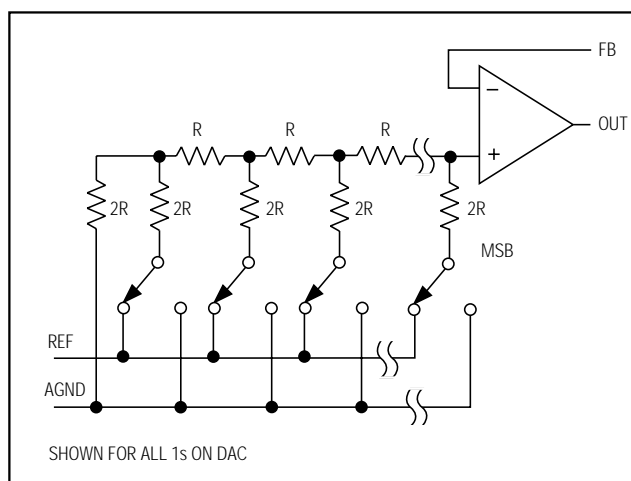 FB
R R R
− 
OUT
+
2R 2R 2R 2R 2R
MSB
REF
AGND
SHOWN FOR ALL 1s ON DAC